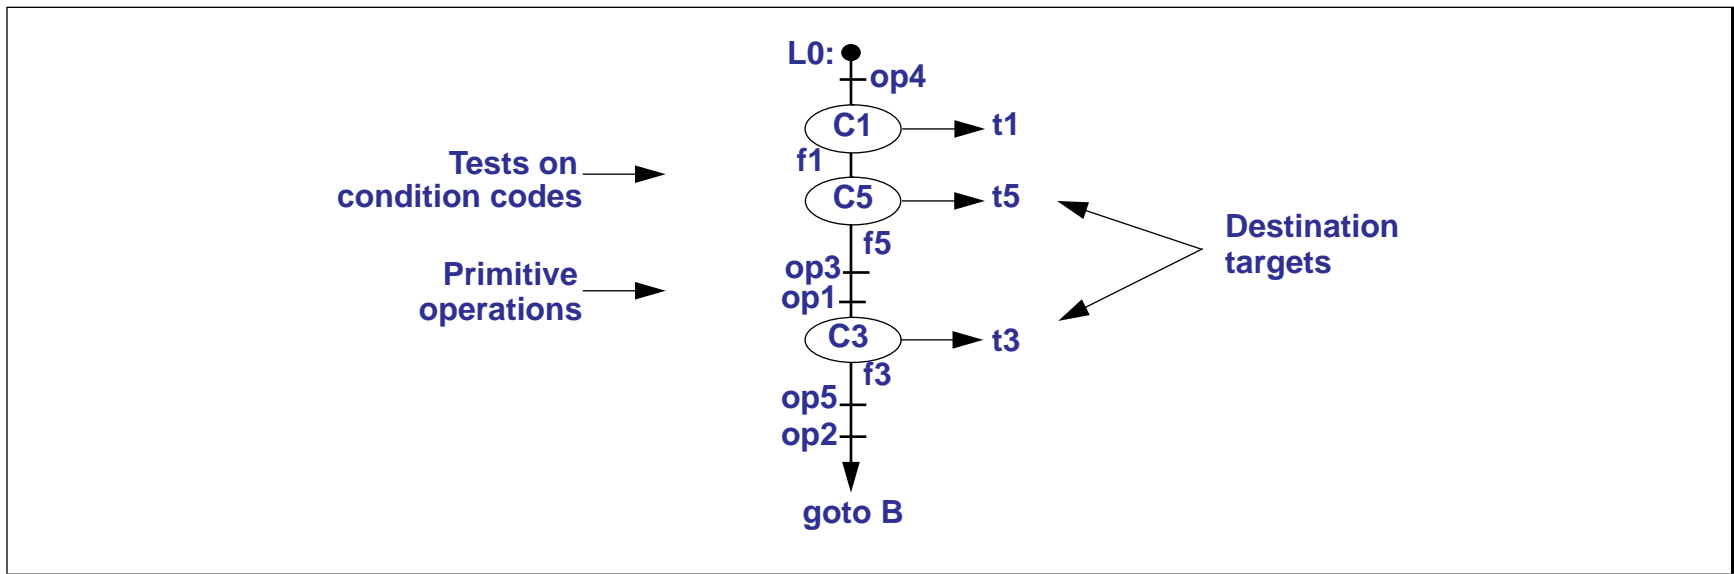 L0:
op4
C1
t1
f1
Tests on
condition codes
C5
t5
f5
Destination
targets
op3
Primitive
operations
op1
C3
t3
f3
op5
op2
goto B